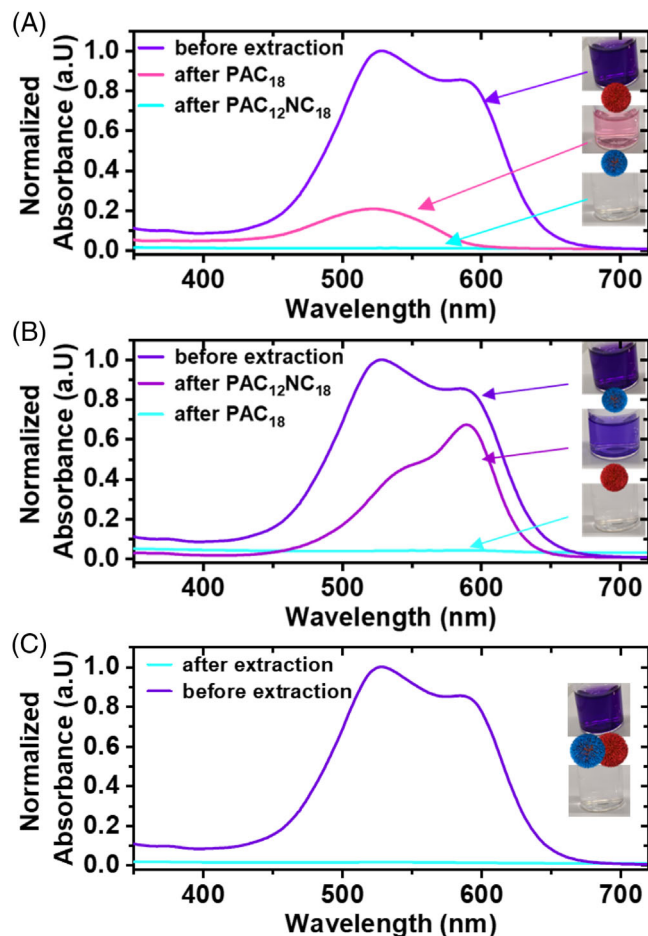 (A)
Normalized
Absorbance (a.U)
1.0
0.8
0.6
0.4
0.2
0.0
before extraction
after PAC₁₈
after PAC₁₂NC₁₈
400 500 600 700
Wavelength (nm)
(B)
Normalized
Absorbance (a.U)
1.0
0.8
0.6
0.4
0.2
0.0
before extraction
after PAC₁₂NC₁₈
after PAC₁₈
400 500 600 700
Wavelength (nm)
(C)
Normalized
Absorbance (a.U)
1.0
0.8
0.6
0.4
0.2
0.0
after extraction
before extraction
400 500 600 700
Wavelength (nm)